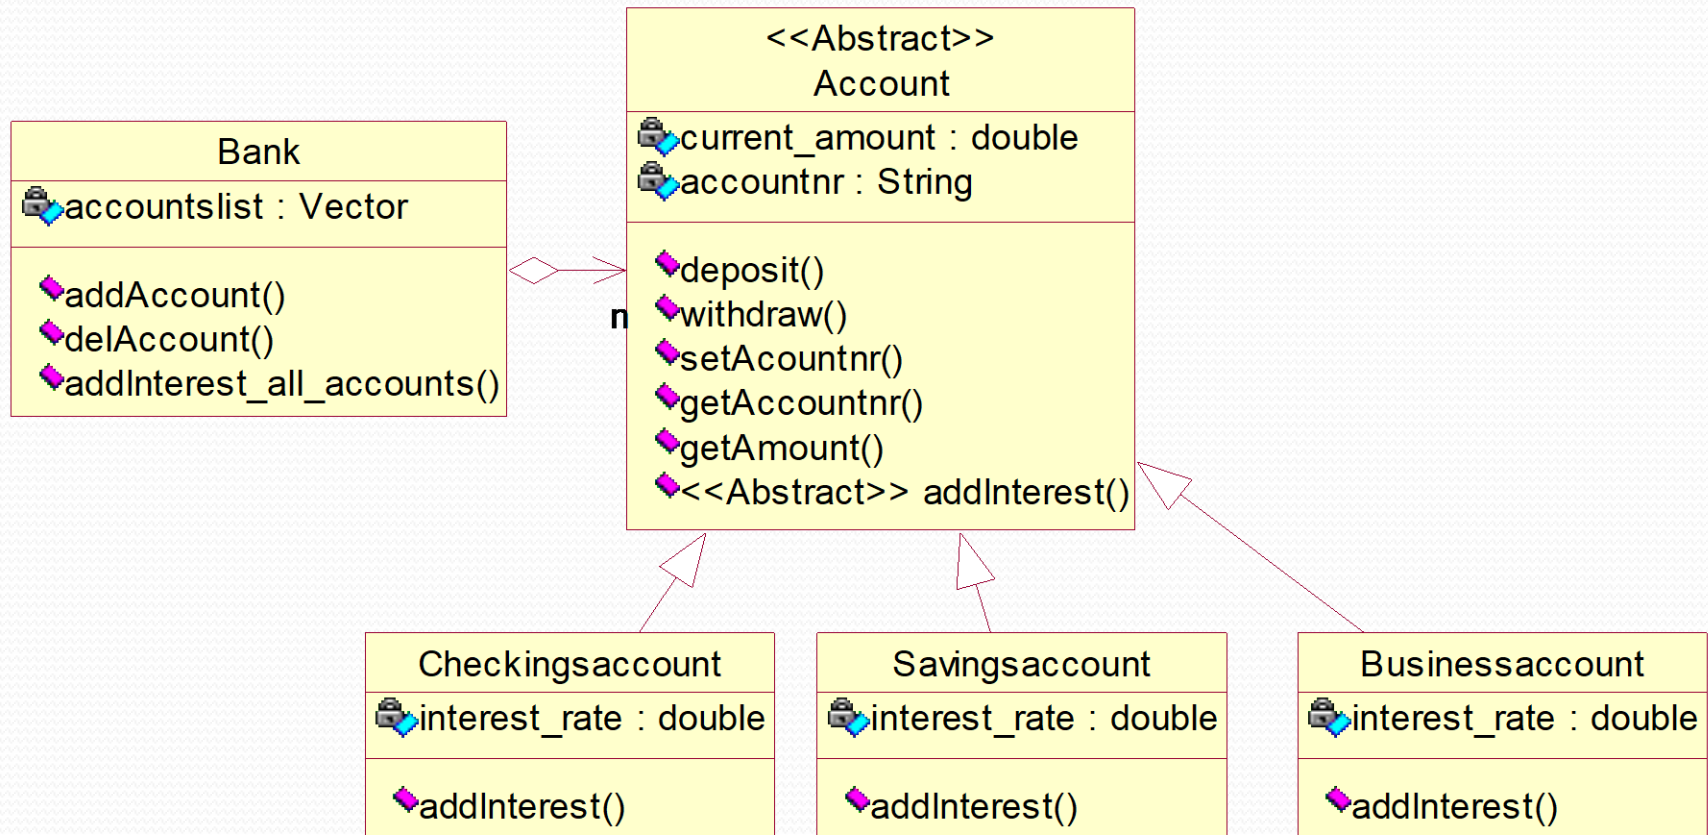 Bank
accountslist : Vector
addAccount()
delAccount()
addInterest_all_accounts()
n
<<Abstract>>
Account
current_amount : double
accountnr : String
deposit()
withdraw()
setAcountnr()
getAccountnr()
getAmount()
<<Abstract>> addInterest()
Checkingsaccount
interest_rate : double
addInterest()
Savingsaccount
interest_rate : double
addInterest()
Businessaccount
interest_rate : double
addInterest()